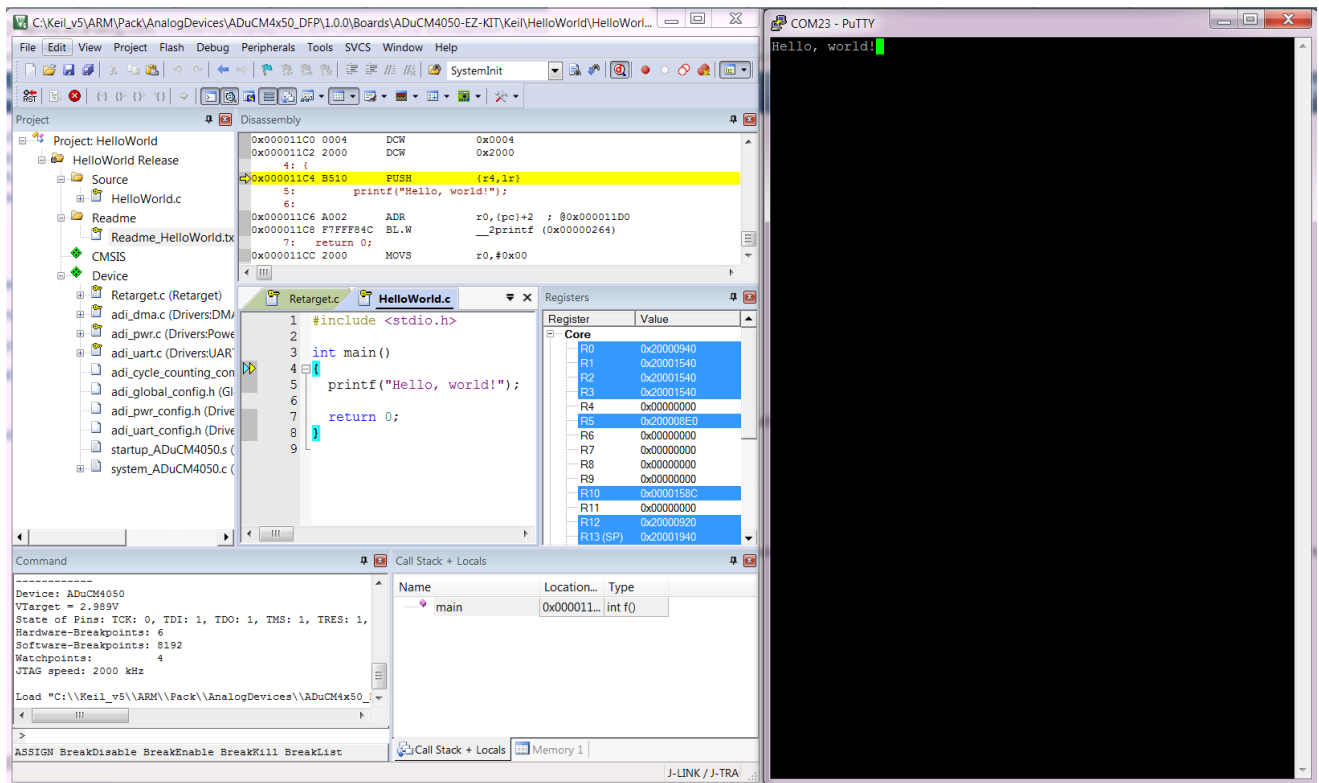 C:\Keil_v5\ARM\Pack\AnalogDevices\ADuCM4x50_DFP\1.0.0\Boards\ADuCM4050-EZ-KIT\Keil\HelloWorld\HelloWorl...
File Edit View Project Flash Debug Peripherals Tools SVCS Window Help
SystemInit
RST
Project
Project: HelloWorld
HelloWorld Release
Source
HelloWorld.c
Readme
Readme_HelloWorld.tx
CMSIS
Device
Retarget.c (Retarget)
adi_dma.c (Drivers:DMA
adi_pwr.c (Drivers:Powe
adi_uart.c (Drivers:UAR
adi_cycle_counting_con
adi_global_config.h (Gl
adi_pwr_config.h (Drive
adi_uart_config.h (Drive
startup_ADuCM4050.s (
system_ADuCM4050.c (
Disassembly
0x000011C0 0004 DCW 0x0004
0x000011C2 2000 DCW 0x2000
4: {
0x000011C4 B510 PUSH {r4,lr}
5: printf("Hello, world!");
6:
0x000011C6 A002 ADR r0,{pc}+2 ; @0x000011D0
0x000011C8 F7FFF84C BL.W __2printf (0x00000264)
7: return 0;
0x000011CC 2000 MOVS r0,#0x00
Retarget.c HelloWorld.c
1 #include <stdio.h>
2
3 int main()
4 {
5 printf("Hello, world!");
6
7 return 0;
8 }
9
Registers
Register Value
Core
R0 0x20000940
R1 0x20001540
R2 0x20001540
R3 0x20001540
R4 0x00000000
R5 0x200008E0
R6 0x00000000
R7 0x00000000
R8 0x00000000
R9 0x00000000
R10 0x0000158C
R11 0x00000000
R12 0x20000920
R13 (SP) 0x20001940
Command
------------
Device: ADuCM4050
VTarget = 2.989V
State of Pins: TCK: 0, TDI: 1, TDO: 1, TMS: 1, TRES: 1,
Hardware-Breakpoints: 6
Software-Breakpoints: 8192
Watchpoints: 4
JTAG speed: 2000 kHz
Load "C:\\Keil_v5\\ARM\\Pack\\AnalogDevices\\ADuCM4x50_
>
ASSIGN BreakDisable BreakEnable BreakKill BreakList
Call Stack + Locals
Name Location... Type
main 0x000011... int f()
Call Stack + Locals Memory 1
J-LINK / J-TRA
COM23 - PuTTY
Hello, world!